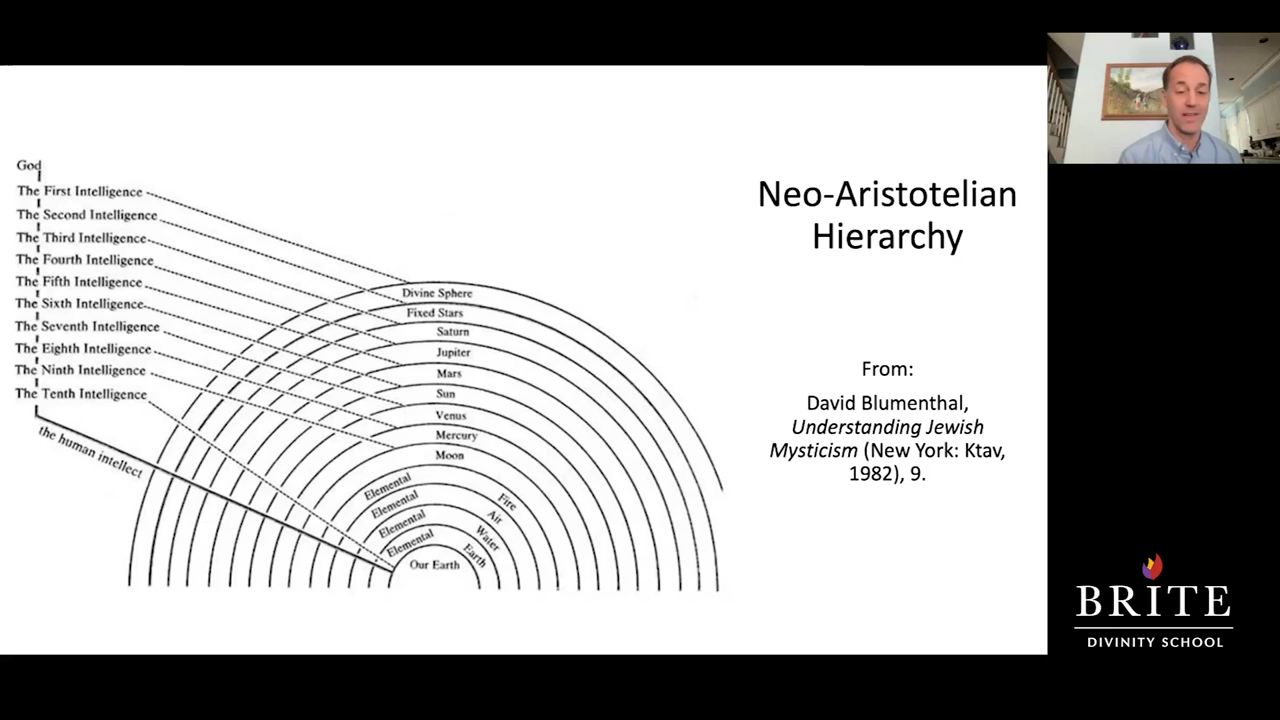 God
The First Intelligence
The Second Intelligence
The Third Intelligence
The Fourth Intelligence
The Fifth Intelligence
The Sixth Intelligence
The Seventh Intelligence
The Eighth Intelligence
The Ninth Intelligence
The Tenth Intelligence
the human intellect
Divine Sphere
Fixed Stars
Saturn
Jupiter
Mars
Sun
Venus
Mercury
Moon
Elemental Fire
Elemental Air
Elemental Water
Elemental Earth
Our Earth
Neo-Aristotelian
Hierarchy
From:
David Blumenthal,
Understanding Jewish
Mysticism (New York: Ktav,
1982), 9.
BRITE
DIVINITY SCHOOL